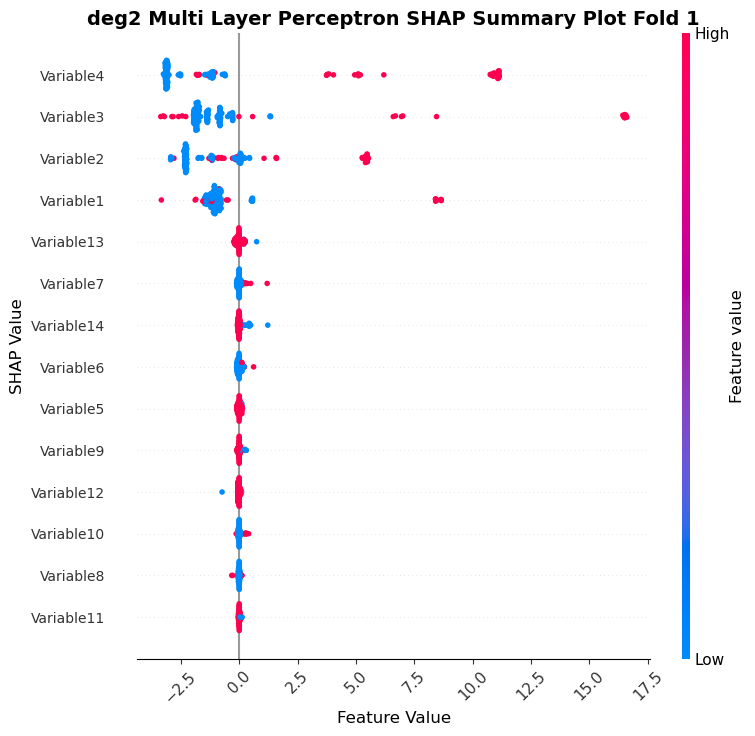 deg2 Multi Layer Perceptron SHAP Summary Plot Fold 1
High
Variable4
Variable3
Variable2
Variable1
Variable13
Variable7
Variable14
Variable6
Variable5
Variable9
Variable12
Variable10
Variable8
Variable11
SHAP Value
Feature value
Low
−2.5
0.0
2.5
5.0
7.5
10.0
12.5
15.0
17.5
Feature Value